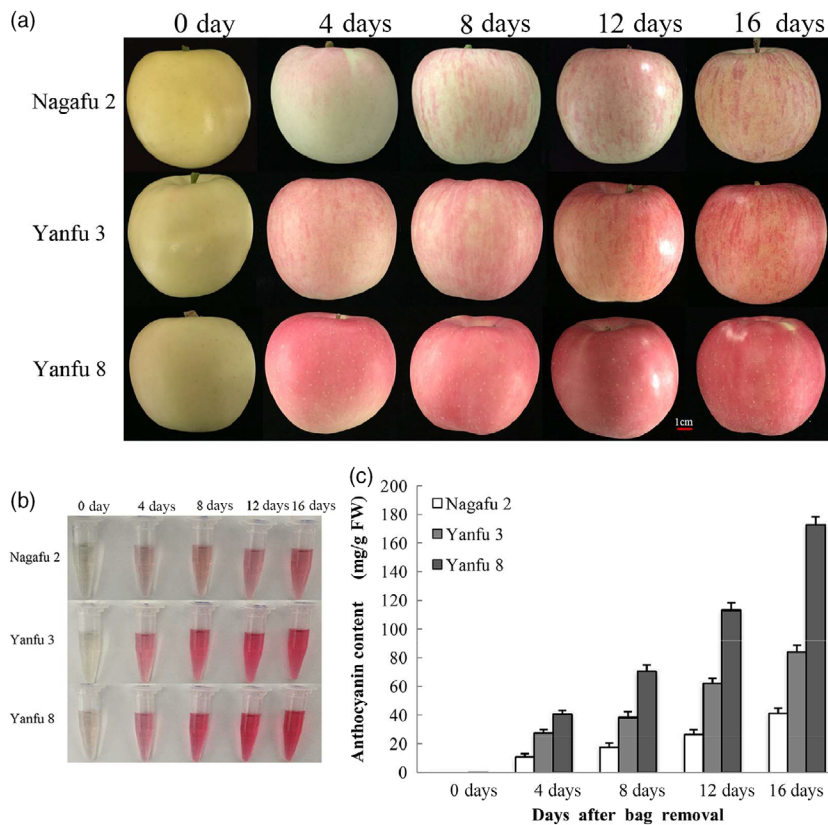 (a)
0 day 4 days 8 days 12 days 16 days
Nagafu 2
Yanfu 3
Yanfu 8
1cm
(b)
0 day 4 days 8 days 12 days 16 days
Nagafu 2
Yanfu 3
Yanfu 8
(c)
Anthocyanin content (mg/g FW)
200
180
160
140
120
100
80
60
40
20
0
Nagafu 2
Yanfu 3
Yanfu 8
0 days 4 days 8 days 12 days 16 days
Days after bag removal